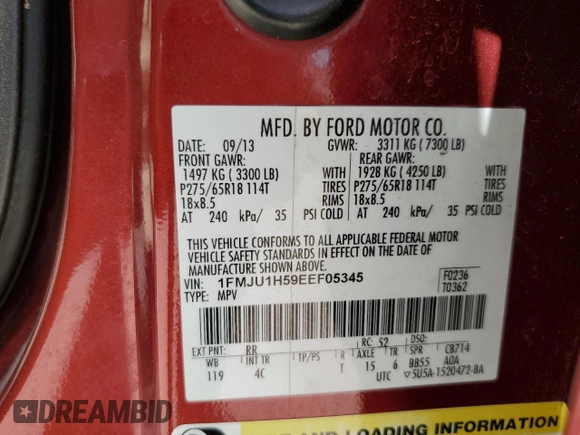 MFD. BY FORD MOTOR CO.
DATE: 09/13 GVWR: 3311 KG ( 7300 LB)
FRONT GAWR: REAR GAWR:
1497 KG ( 3300 LB) WITH 1928 KG ( 4250 LB) WITH
P275/65R18 114T TIRES P275/65R18 114T TIRES
18x8.5 RIMS 18x8.5 RIMS
AT 240 kPa/ 35 PSI COLD AT 240 kPa/ 35 PSI COLD
THIS VEHICLE CONFORMS TO ALL APPLICABLE FEDERAL MOTOR
VEHICLE SAFETY STANDARDS IN EFFECT ON THE DATE OF
MANUFACTURE SHOWN ABOVE.
VIN: 1FMJU1H59EEF05345 F0236
TYPE: MPV T0362
RC: 52 DSO:
EXT PNT: RR
WB INT TR TP/PS R AXLE TR SPR CB714
119 4C T 15 6 BB55 AOA
UTC 5U5A-1520472-BA
AND LOADING INFORMATION
DREAMBID